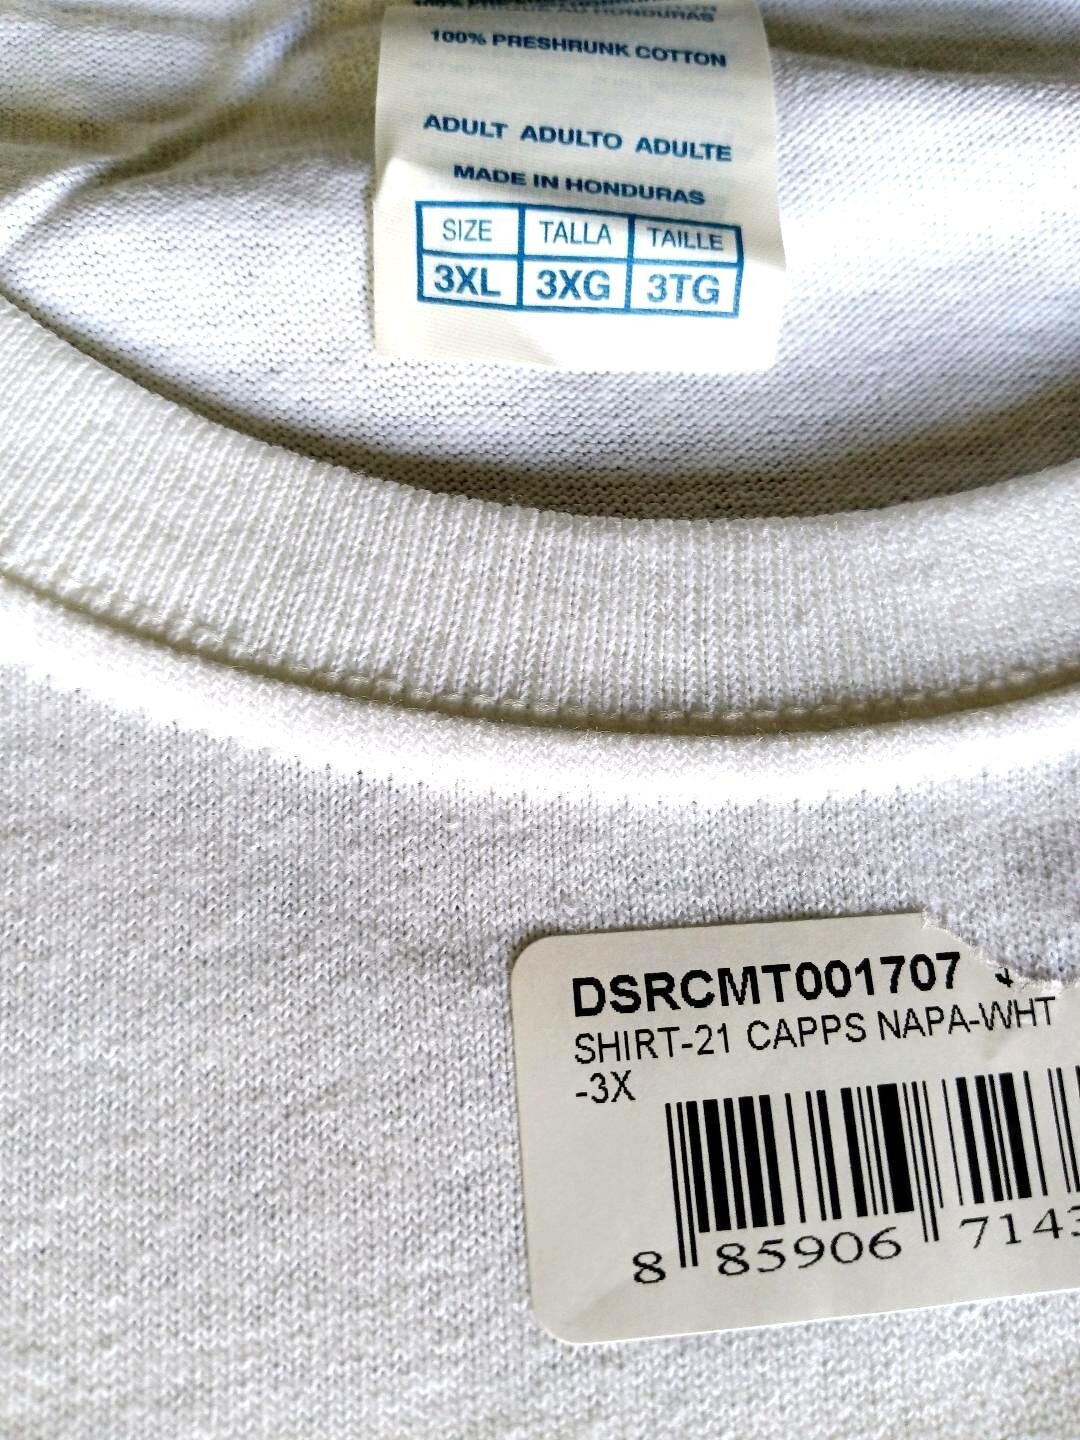 100% PRESHRUNK COTTON
ADULT ADULTO ADULTE
MADE IN HONDURAS
SIZE TALLA TAILLE
3XL 3XG 3TG
DSRCMT001707
SHIRT-21 CAPPS NAPA-WHT
-3X
8 85906 7143